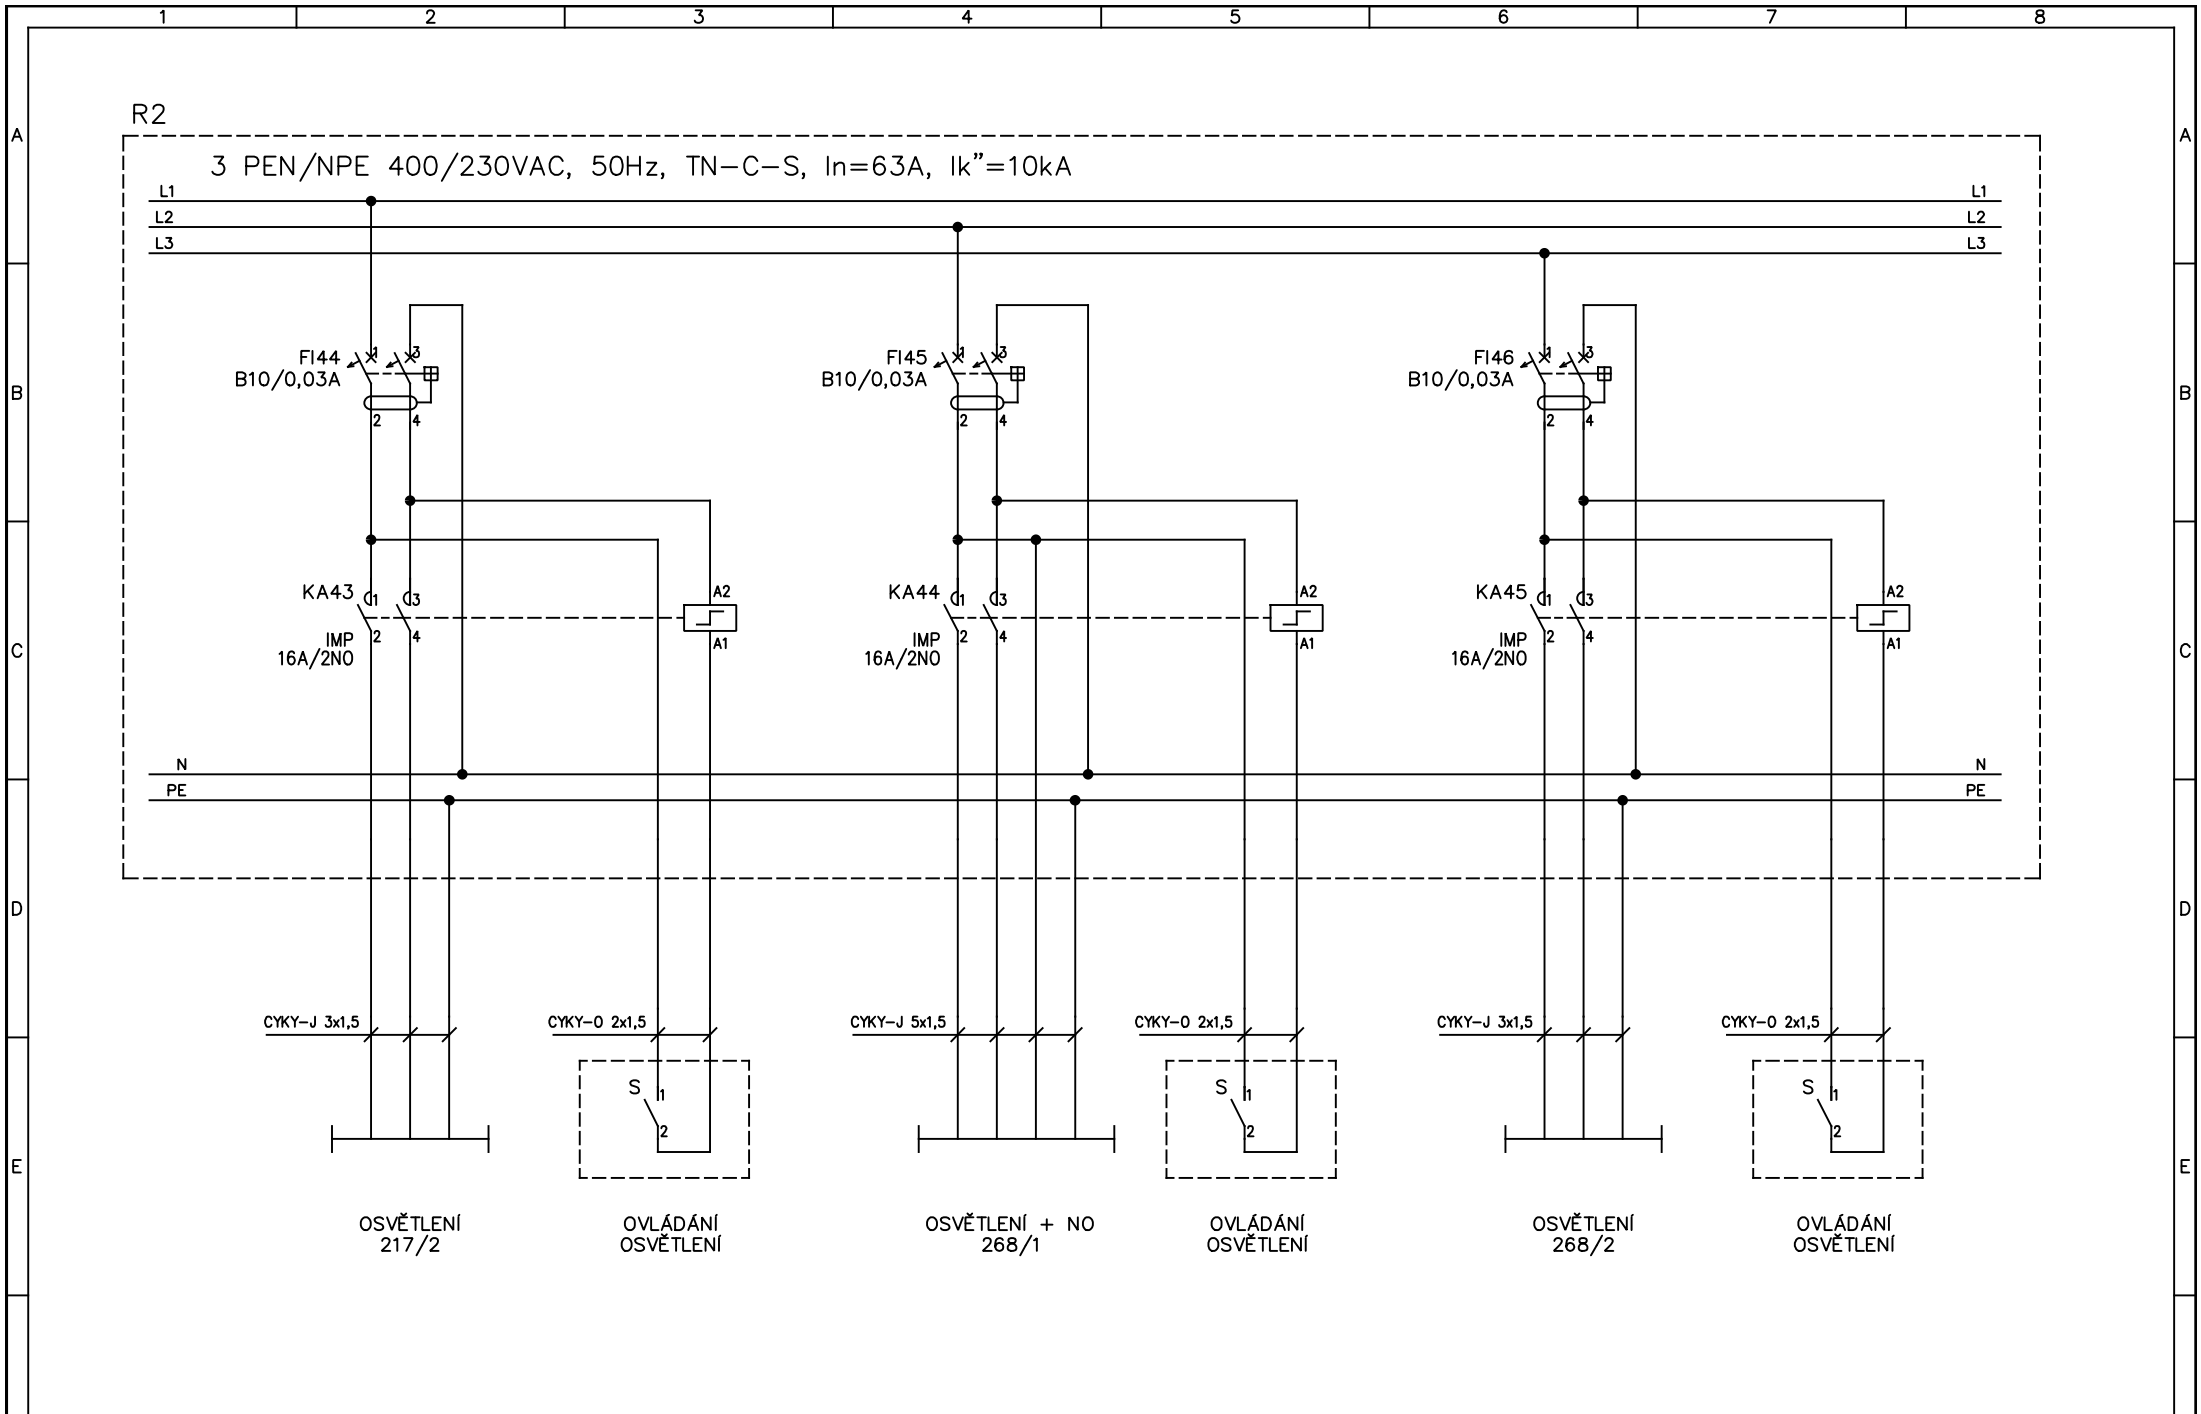 1 2 3 4 5 6 7 8
R2
A A
3 PEN/NPE 400/230VAC, 50Hz, TN-C-S, In=63A, Ik"=10kA
L1 L1
L2 L2
L3 L3
FI44 1 3 FI45 1 3 FI46 1 3
B10/0,03A B10/0,03A B10/0,03A
B B
2 4 2 4 2 4
KA43 1 3 A2 KA44 1 3 A2 KA45 1 3 A2
IMP 2 4 A1 IMP 2 4 A1 IMP 2 4 A1
16A/2NO 16A/2NO 16A/2NO
C C
N N
PE PE
D D
CYKY-J 3x1,5 CYKY-O 2x1,5 CYKY-J 5x1,5 CYKY-O 2x1,5 CYKY-J 3x1,5 CYKY-O 2x1,5
S 1 S 1 S 1
2 2 2
E E
OSVĚTLENÍ OVLÁDÁNÍ OSVĚTLENÍ + NO OVLÁDÁNÍ OSVĚTLENÍ OVLÁDÁNÍ
217/2 OSVĚTLENÍ 268/1 OSVĚTLENÍ 268/2 OSVĚTLENÍ